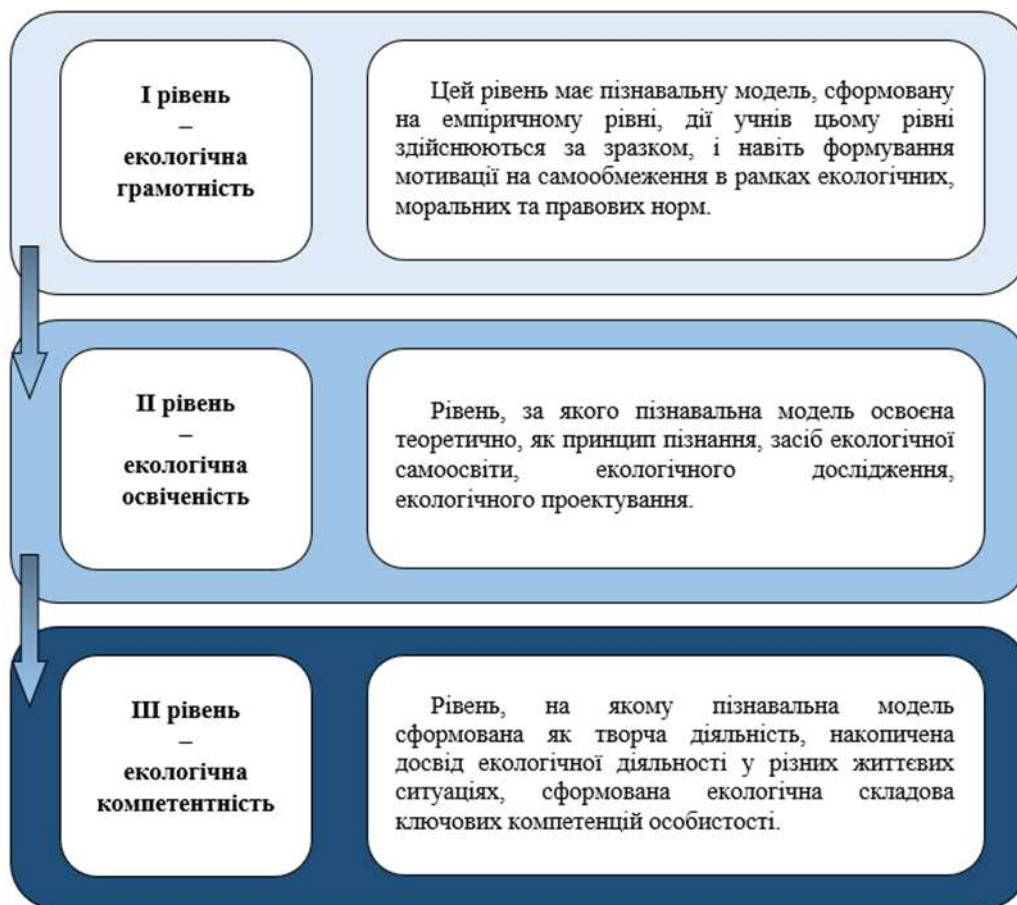 I рівень
–
екологічна
грамотність
Цей рівень має пізнавальну модель, сформовану
на емпіричному рівні, дії учнів цьому рівні
здійснюються за зразком, і навіть формування
мотивації на самообмеження в рамках екологічних,
моральних та правових норм.
II рівень
–
екологічна
освіченість
Рівень, за якого пізнавальна модель освоєна
теоретично, як принцип пізнання, засіб екологічної
самоосвіти, екологічного дослідження,
екологічного проектування.
III рівень
–
екологічна
компетентність
Рівень, на якому пізнавальна модель
сформована як творча діяльність, накопичена
досвід екологічної діяльності у різних життєвих
ситуаціях, сформована екологічна складова
ключових компетенцій особистості.